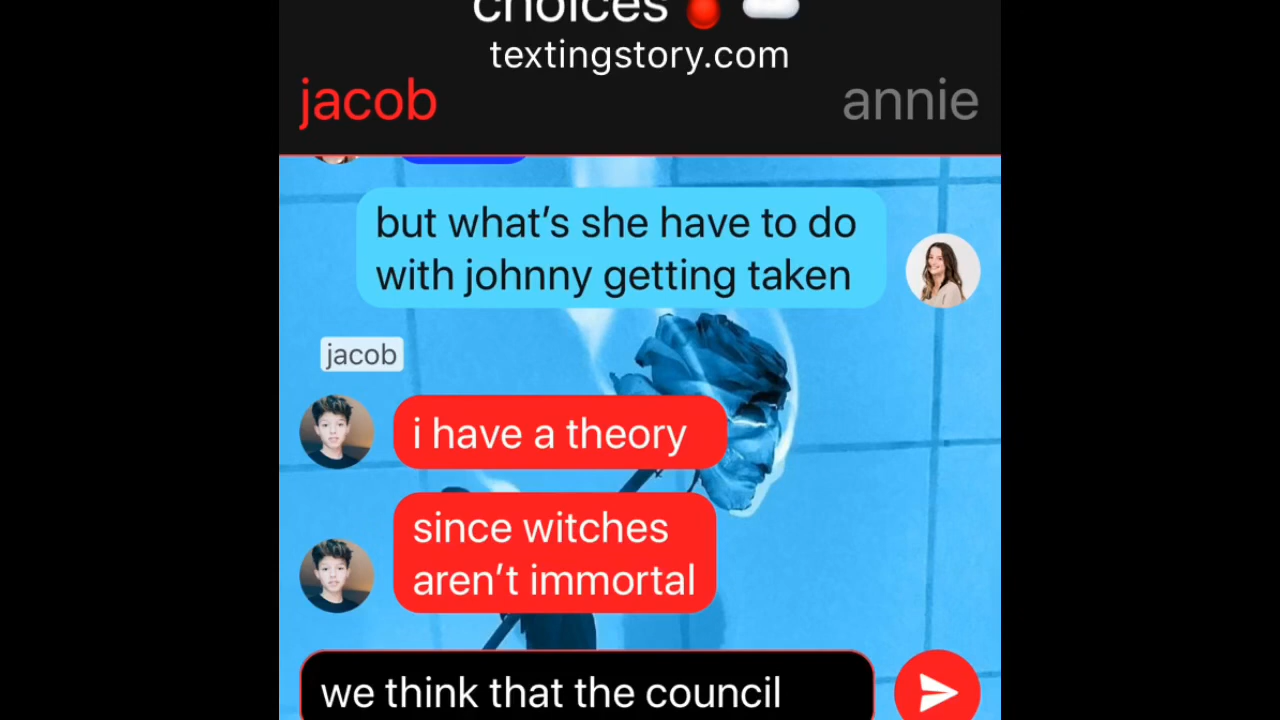 choices
textingstory.com
jacob
annie
but what’s she have to do
with johnny getting taken
jacob
i have a theory
since witches
aren’t immortal
we think that the council